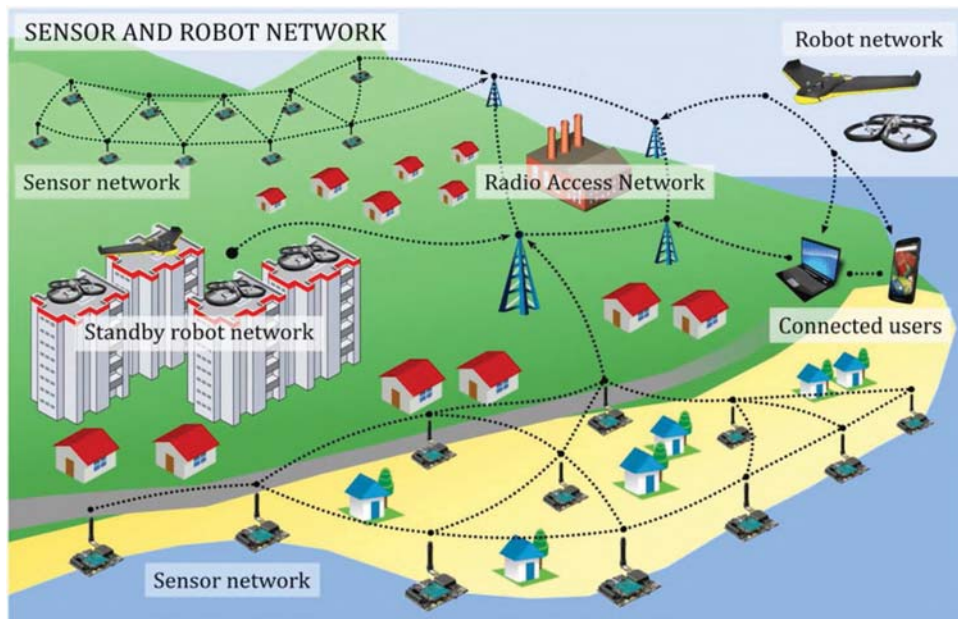 SENSOR AND ROBOT NETWORK
Robot network
Sensor network
Radio Access Network
Standby robot network
Connected users
Sensor network